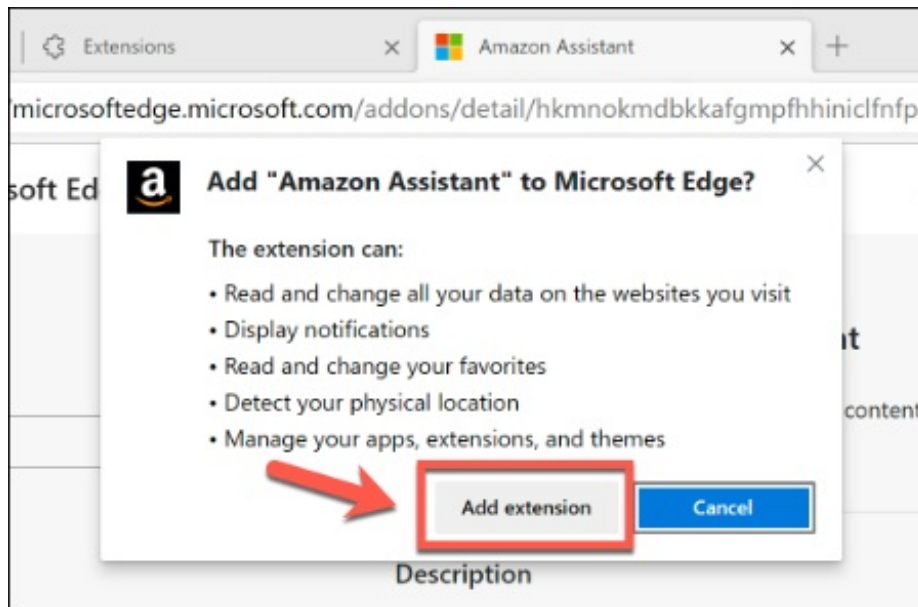 Extensions
Amazon Assistant
/microsoftedge.microsoft.com/addons/detail/hkmnokmdbkkafgmpfhhiniclfnfp
soft Ed
a
Add "Amazon Assistant" to Microsoft Edge?
The extension can:
• Read and change all your data on the websites you visit
• Display notifications
• Read and change your favorites
• Detect your physical location
• Manage your apps, extensions, and themes
nt
content
Add extension
Cancel
Description